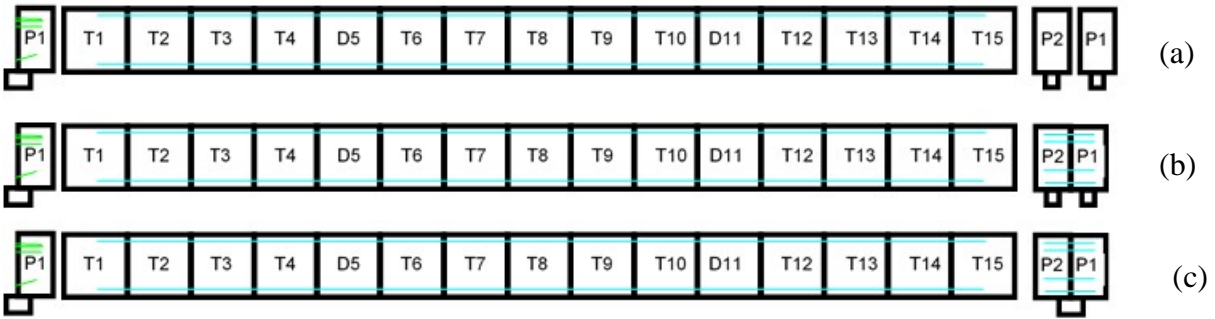 P1 T1 T2 T3 T4 D5 T6 T7 T8 T9 T10 D11 T12 T13 T14 T15 P2 P1 (a)
P1 T1 T2 T3 T4 D5 T6 T7 T8 T9 T10 D11 T12 T13 T14 T15 P2 P1 (b)
P1 T1 T2 T3 T4 D5 T6 T7 T8 T9 T10 D11 T12 T13 T14 T15 P2 P1 (c)